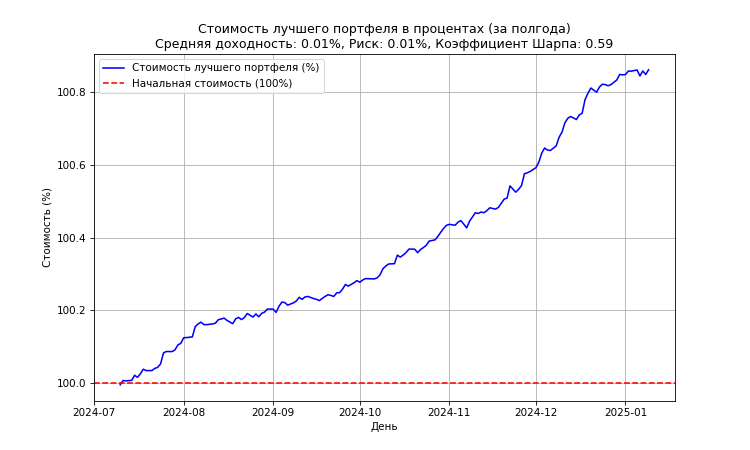 Стоимость лучшего портфеля в процентах (за полгода)
Средняя доходность: 0.01%, Риск: 0.01%, Коэффициент Шарпа: 0.59
Стоимость лучшего портфеля (%)
Начальная стоимость (100%)
Стоимость (%)
100.8
100.6
100.4
100.2
100.0
2024-07
2024-08
2024-09
2024-10
2024-11
2024-12
2025-01
День